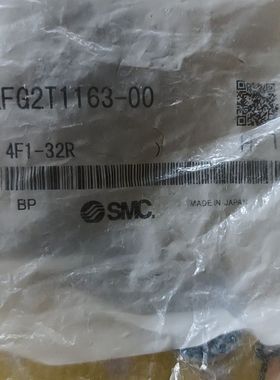 FG2T1163-00
4F1-32R )
BP SMC. MADE IN JAPAN